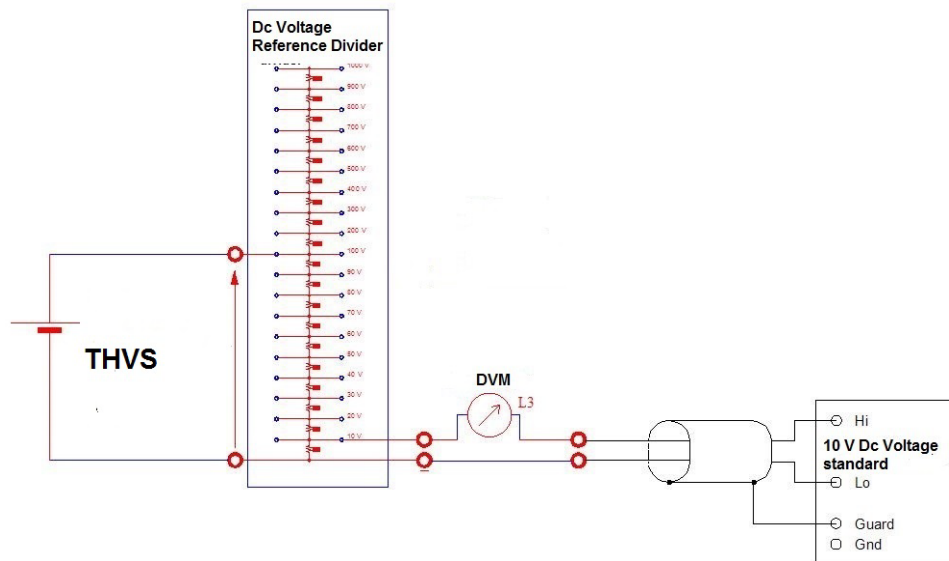 Dc Voltage
Reference Divider
1000 V
900 V
800 V
700 V
600 V
500 V
400 V
300 V
200 V
100 V
90 V
80 V
70 V
60 V
50 V
40 V
30 V
20 V
10 V
THVS
DVM
L3
Hi
10 V Dc Voltage
standard
Lo
Guard
Gnd